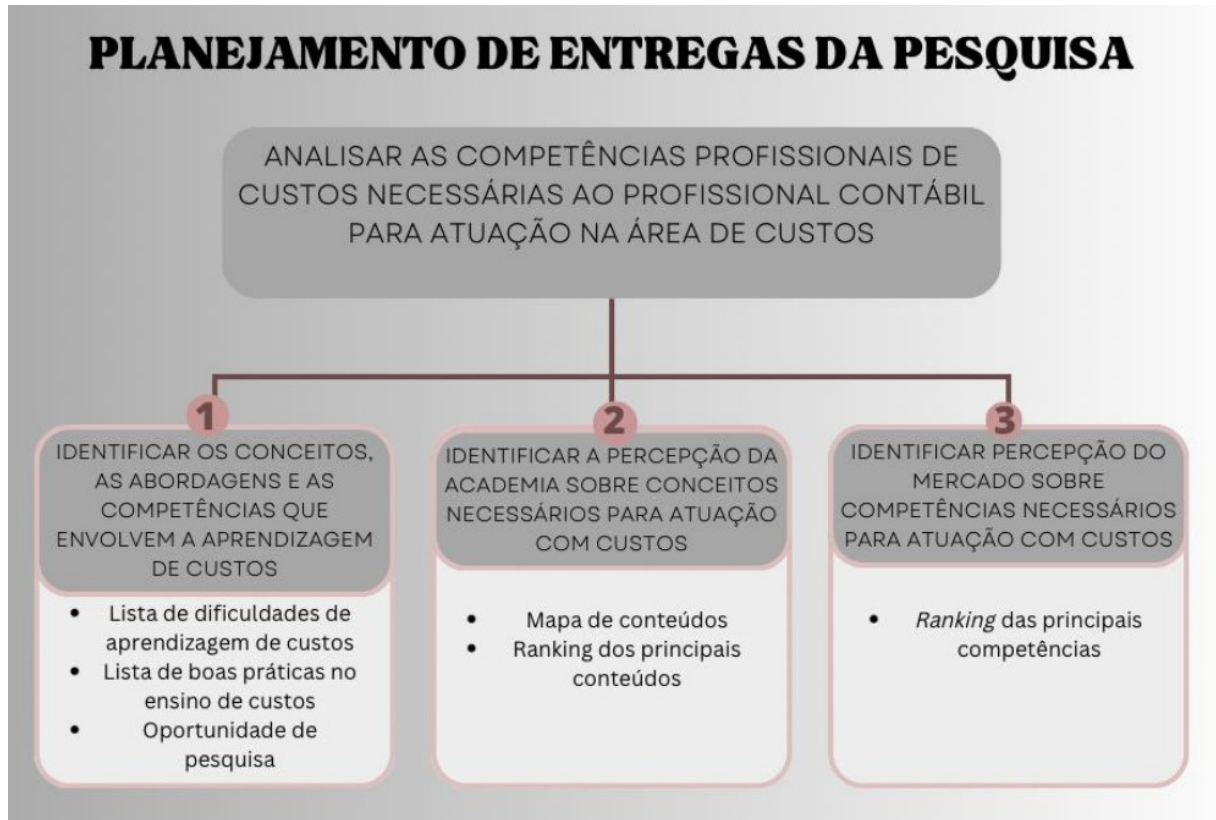 PLANEJAMENTO DE ENTREGAS DA PESQUISA
ANALISAR AS COMPETÊNCIAS PROFISSIONAIS DE
CUSTOS NECESSÁRIAS AO PROFISSIONAL CONTÁBIL
PARA ATUAÇÃO NA ÁREA DE CUSTOS
1
IDENTIFICAR OS CONCEITOS,
AS ABORDAGENS E AS
COMPETÊNCIAS QUE
ENVOLVEM A APRENDIZAGEM
DE CUSTOS
• Lista de dificuldades de
aprendizagem de custos
• Lista de boas práticas no
ensino de custos
• Oportunidade de
pesquisa
2
IDENTIFICAR A PERCEPÇÃO DA
ACADEMIA SOBRE CONCEITOS
NECESSÁRIOS PARA ATUAÇÃO
COM CUSTOS
• Mapa de conteúdos
• Ranking dos principais
conteúdos
3
IDENTIFICAR PERCEPÇÃO DO
MERCADO SOBRE
COMPETÊNCIAS NECESSÁRIOS
PARA ATUAÇÃO COM CUSTOS
• Ranking das principais
competências